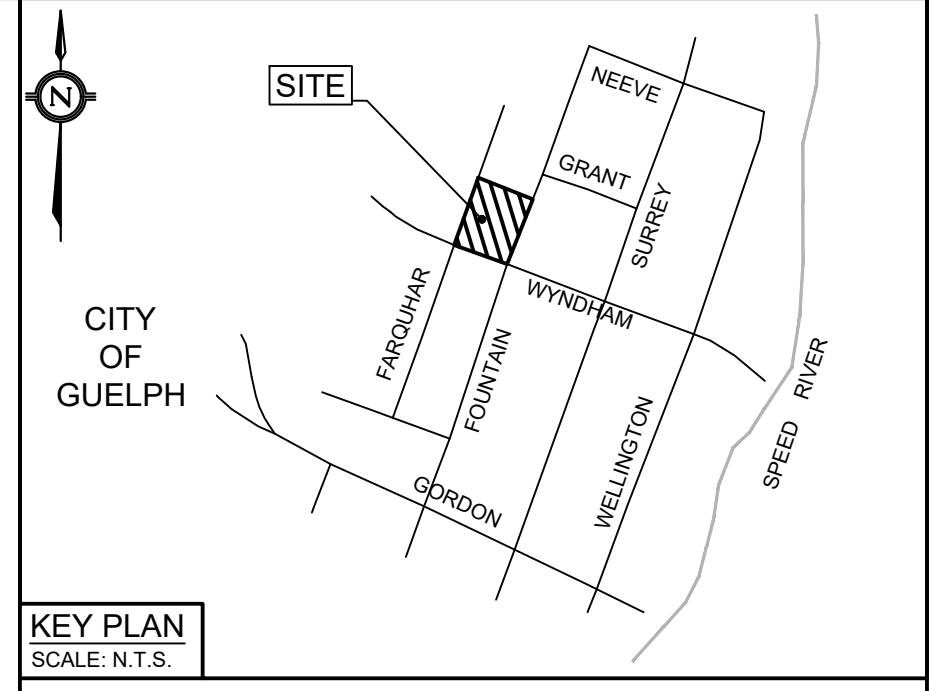 N
SITE
NEEVE
GRANT
SURREY
WYNDHAM
FARQUHAR
FOUNTAIN
CITY
OF
GUELPH
WELLINGTON
SPEED RIVER
GORDON
KEY PLAN
SCALE: N.T.S.